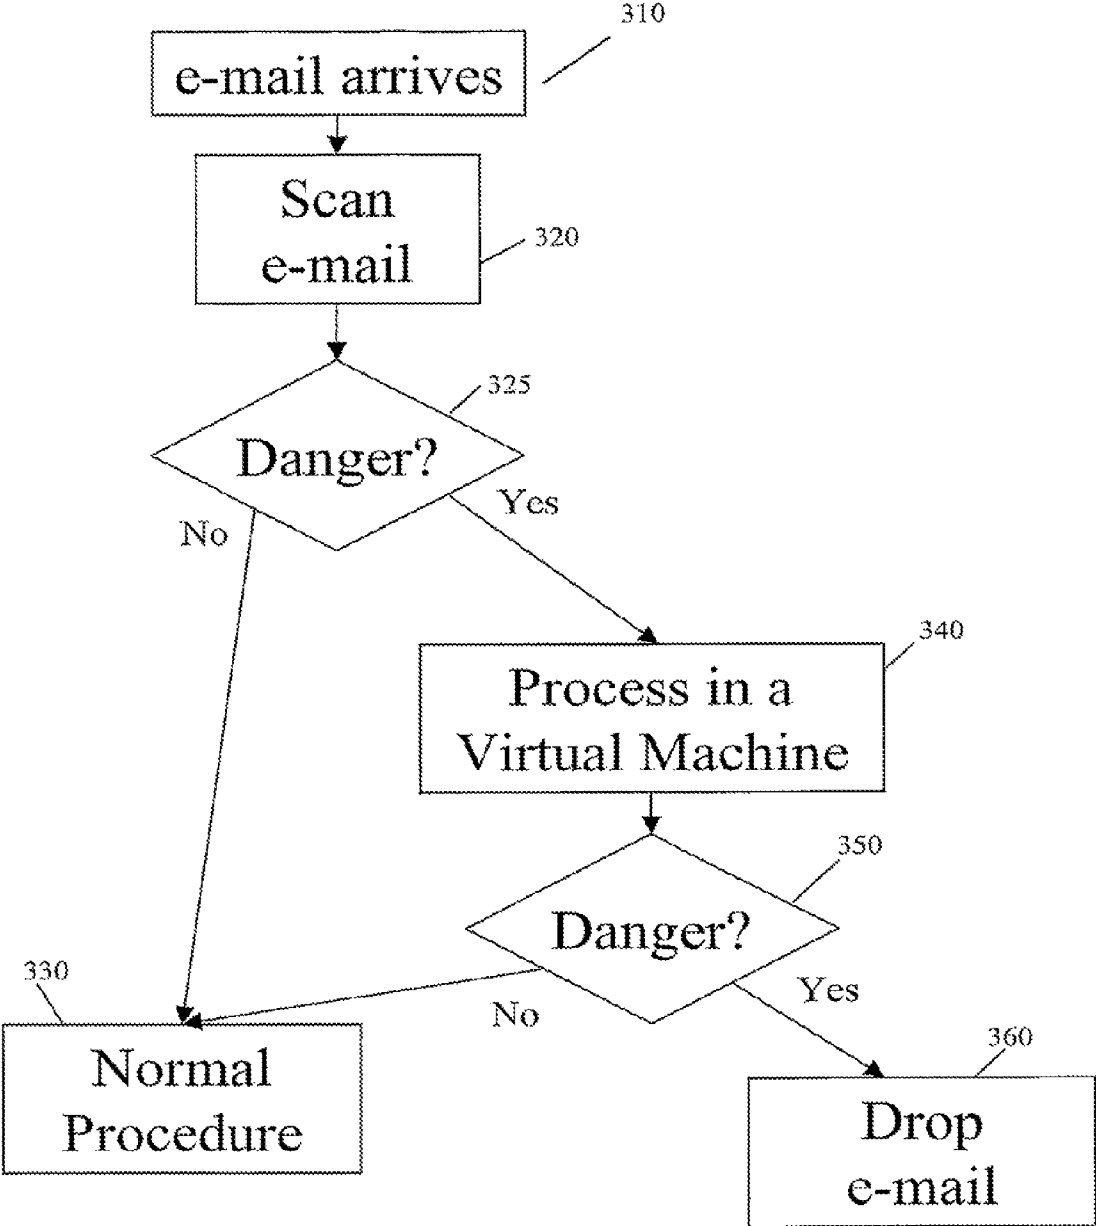 310
e-mail arrives
Scan
e-mail
320
325
Danger?
No
Yes
340
Process in a
Virtual Machine
350
Danger?
330
No
Yes
360
Normal
Procedure
Drop
e-mail